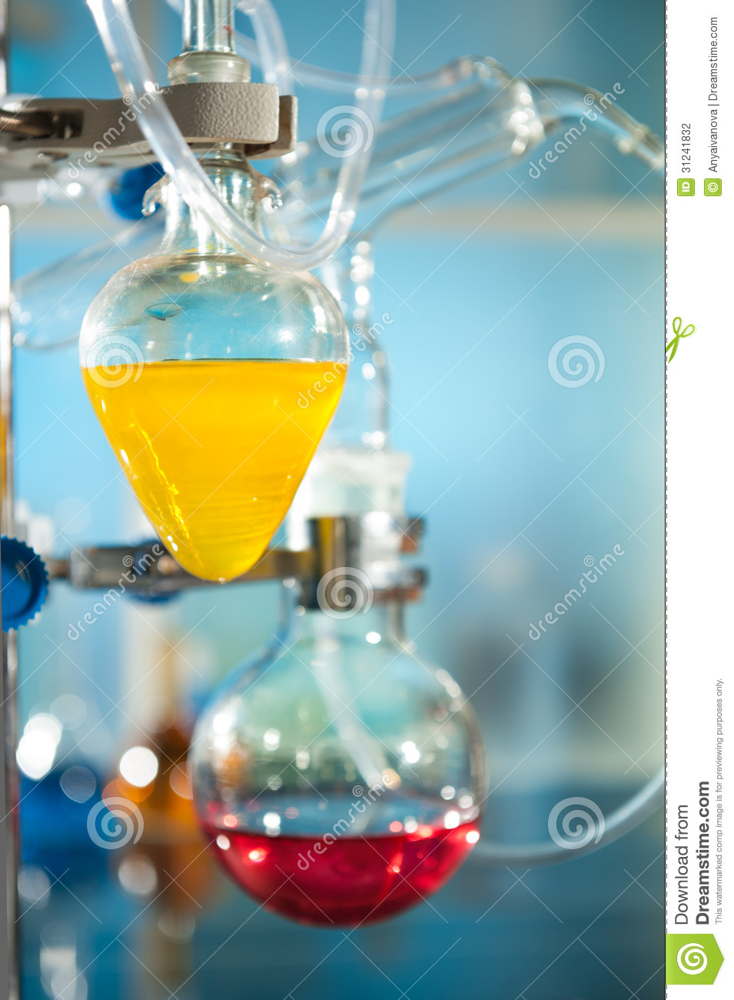 dreamstime.
dreamstime.
dreamstime.
dreamstime.
dreamstime.
dreamstime.
ID 31241832
© Anyaivanova | Dreamstime.com
Download from
Dreamstime.com
This watermarked comp image is for previewing purposes only.